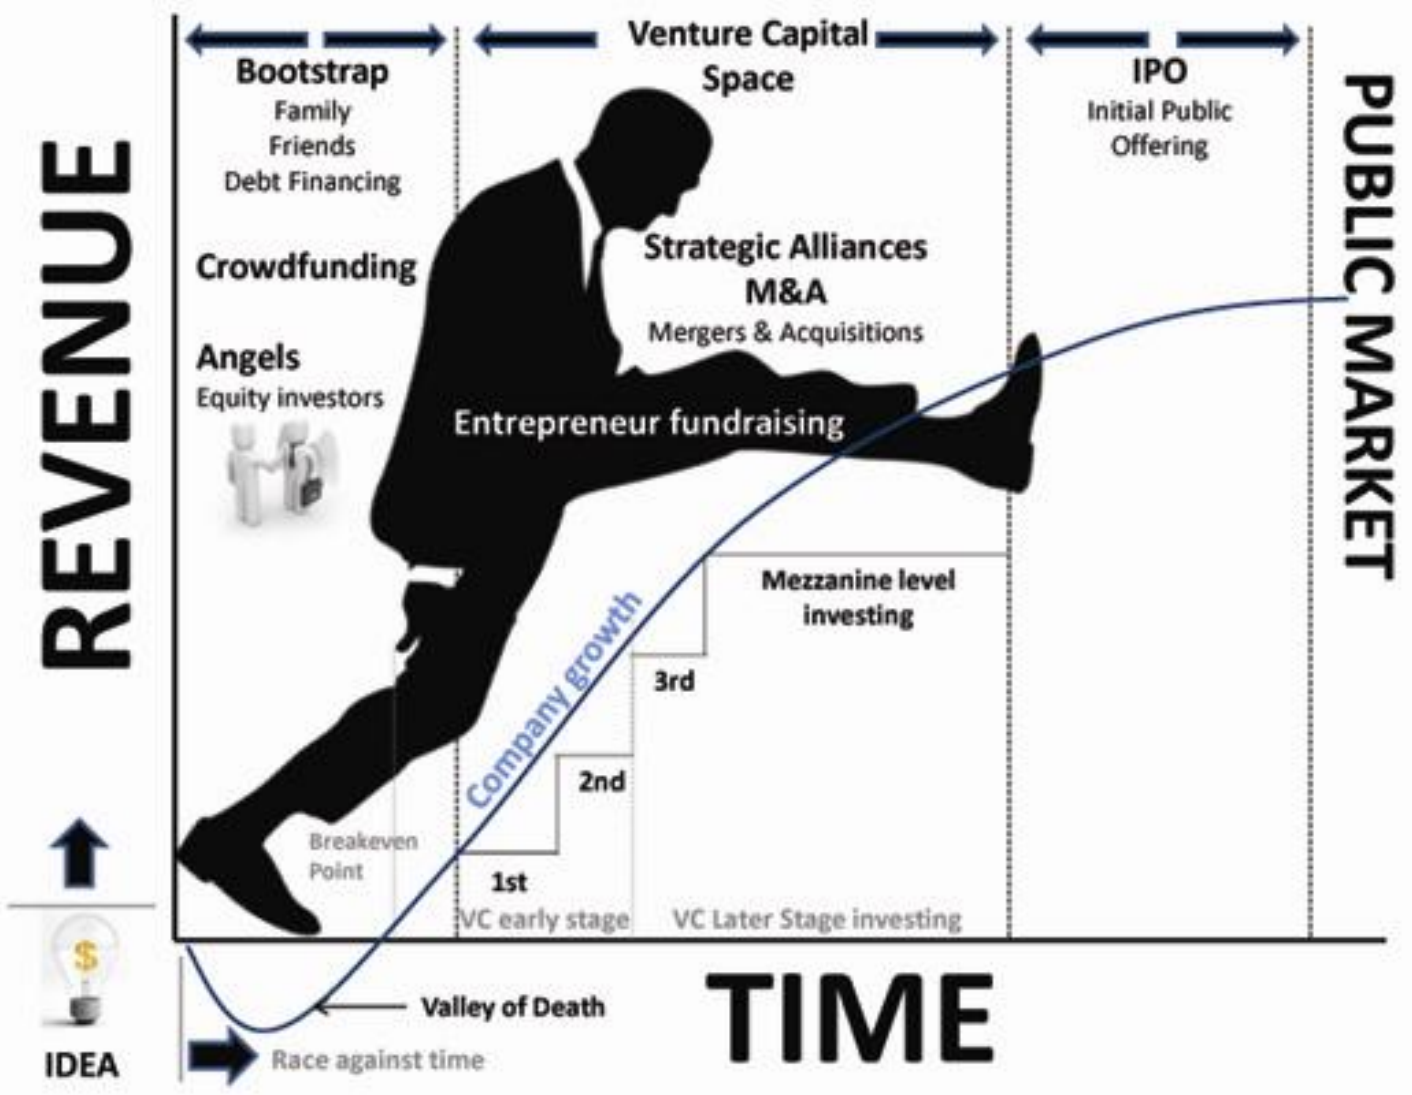 REVENUE
Bootstrap
Family
Friends
Debt Financing
Crowdfunding
Angels
Equity investors
Venture Capital
Space
Strategic Alliances
M&A
Mergers & Acquisitions
Entrepreneur fundraising
IPO
Initial Public
Offering
PUBLIC MARKET
Company growth
Mezzanine level
investing
3rd
2nd
1st
Breakeven
Point
VC early stage
VC Later Stage investing
$
IDEA
Valley of Death
Race against time
TIME